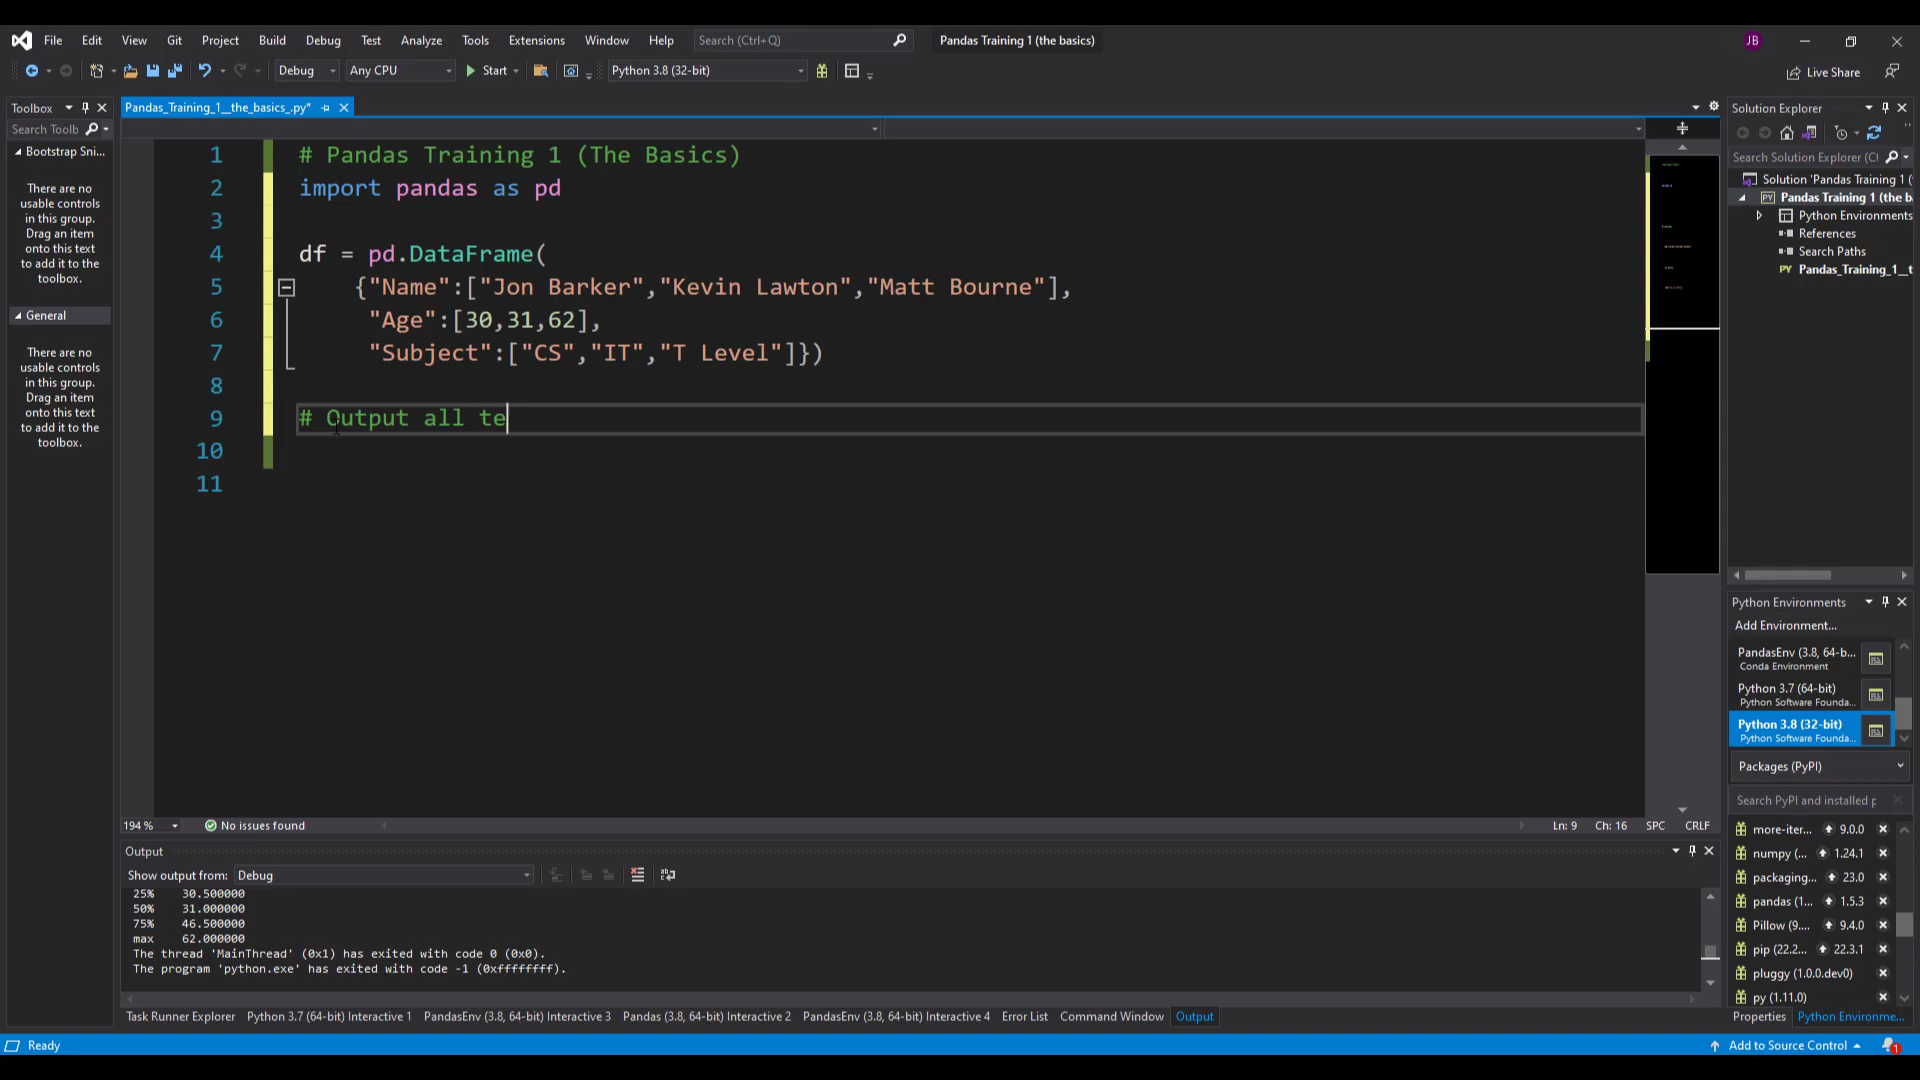 File Edit View Git Project Build Debug Test Analyze Tools Extensions Window Help Search (Ctrl+Q) Pandas Training 1 (the basics) JB
Debug Any CPU Start Python 3.8 (32-bit) Live Share
Toolbox
Search Toolb
Bootstrap Sni...
There are no
usable controls
in this group.
Drag an item
onto this text
to add it to the
toolbox.
General
There are no
usable controls
in this group.
Drag an item
onto this text
to add it to the
toolbox.
Pandas_Training_1__the_basics_.py*
1 # Pandas Training 1 (The Basics)
2 import pandas as pd
3
4 df = pd.DataFrame(
5 {"Name":["Jon Barker","Kevin Lawton","Matt Bourne"],
6 "Age":[30,31,62],
7 "Subject":["CS","IT","T Level"]})
8
9 # Output all te
10
11
194 % No issues found Ln: 9 Ch: 16 SPC CRLF
Output
Show output from: Debug
25% 30.500000
50% 31.000000
75% 46.500000
max 62.000000
The thread 'MainThread' (0x1) has exited with code 0 (0x0).
The program 'python.exe' has exited with code -1 (0xffffffff).
Task Runner Explorer Python 3.7 (64-bit) Interactive 1 PandasEnv (3.8, 64-bit) Interactive 3 Pandas (3.8, 64-bit) Interactive 2 PandasEnv (3.8, 64-bit) Interactive 4 Error List Command Window Output
Solution Explorer
Search Solution Explorer (Ct
Solution 'Pandas Training 1 (
PY Pandas Training 1 (the b
Python Environments
References
Search Paths
PY Pandas_Training_1__t
Python Environments
Add Environment...
PandasEnv (3.8, 64-b...
Conda Environment
Python 3.7 (64-bit)
Python Software Founda...
Python 3.8 (32-bit)
Python Software Founda...
Packages (PyPI)
Search PyPI and installed p
more-iter... 9.0.0
numpy (... 1.24.1
packaging... 23.0
pandas (1... 1.5.3
Pillow (9.... 9.4.0
pip (22.2... 22.3.1
pluggy (1.0.0.dev0)
py (1.11.0)
Properties Python Environme...
Ready Add to Source Control 1